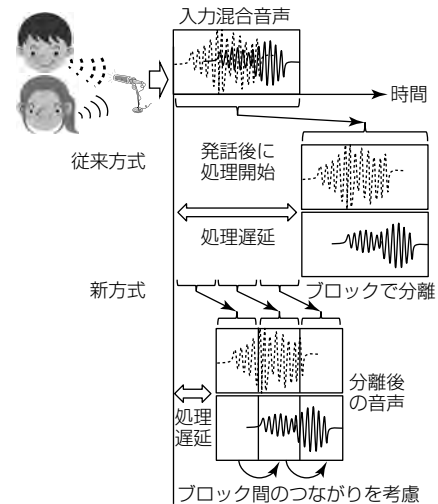 入力混合音声
時間
従来方式
発話後に
処理開始
処理遅延
ブロックで分離
新方式
処理
遅延
分離後
の音声
ブロック間のつながりを考慮